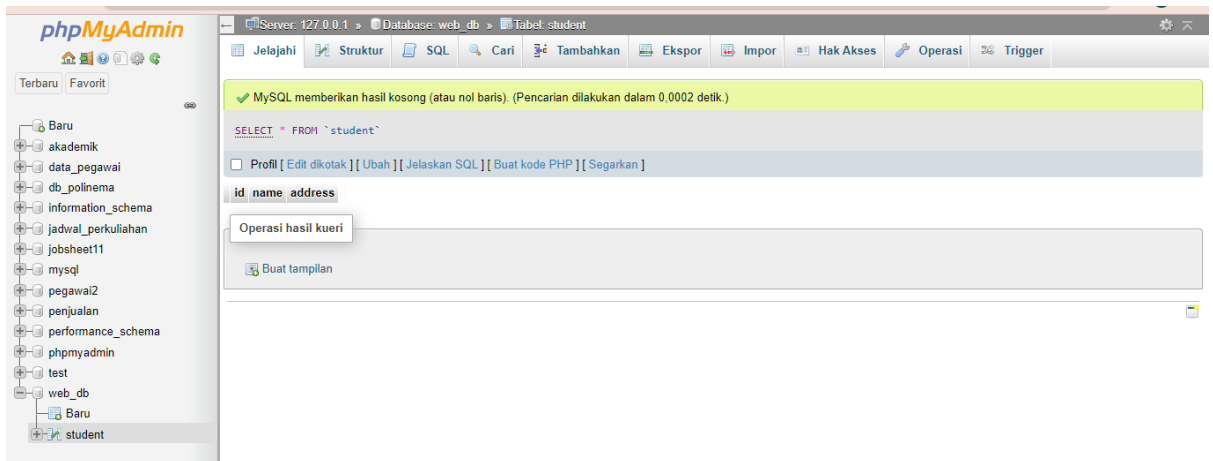 phpMyAdmin
Terbaru Favorit
Baru
akademik
data_pegawai
db_polinema
information_schema
jadwal_perkuliahan
jobsheet11
mysql
pegawai2
penjualan
performance_schema
phpmyadmin
test
web_db
Baru
student
Server: 127.0.0.1 » Database: web_db » Tabel: student
Jelajahi Struktur SQL Cari Tambahkan Ekspor Impor Hak Akses Operasi Trigger
MySQL memberikan hasil kosong (atau nol baris). (Pencarian dilakukan dalam 0,0002 detik.)
SELECT * FROM `student`
Profil [ Edit dikotak ] [ Ubah ] [ Jelaskan SQL ] [ Buat kode PHP ] [ Segarkan ]
id name address
Operasi hasil kueri
Buat tampilan